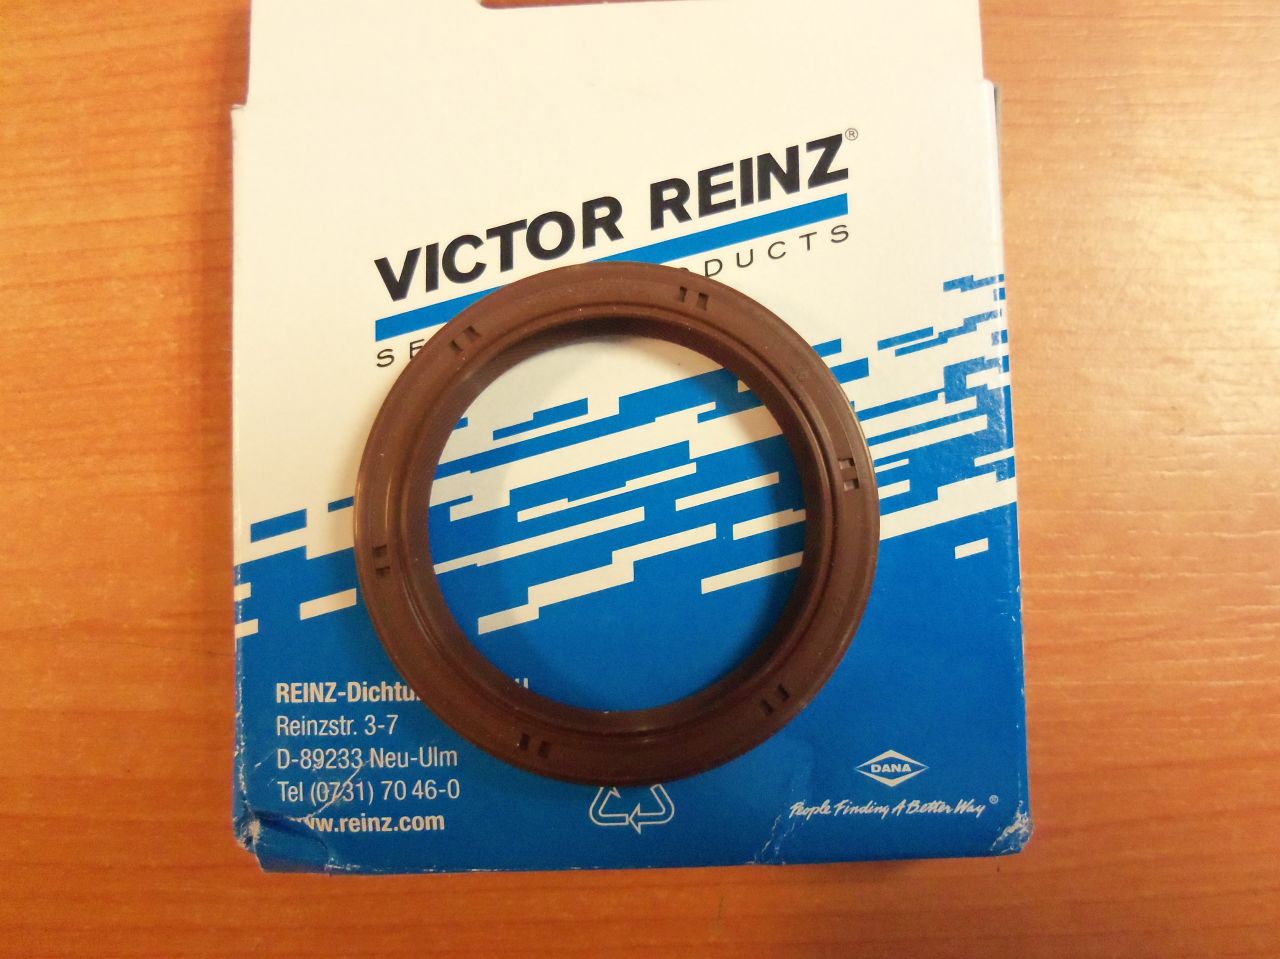 VICTOR REINZ®
REINZ-Dichtu
Reinzstr. 3-7
D-89233 Neu-Ulm
Tel (0731) 70 46-0
www.reinz.com
DANA
People Finding A Better Way®